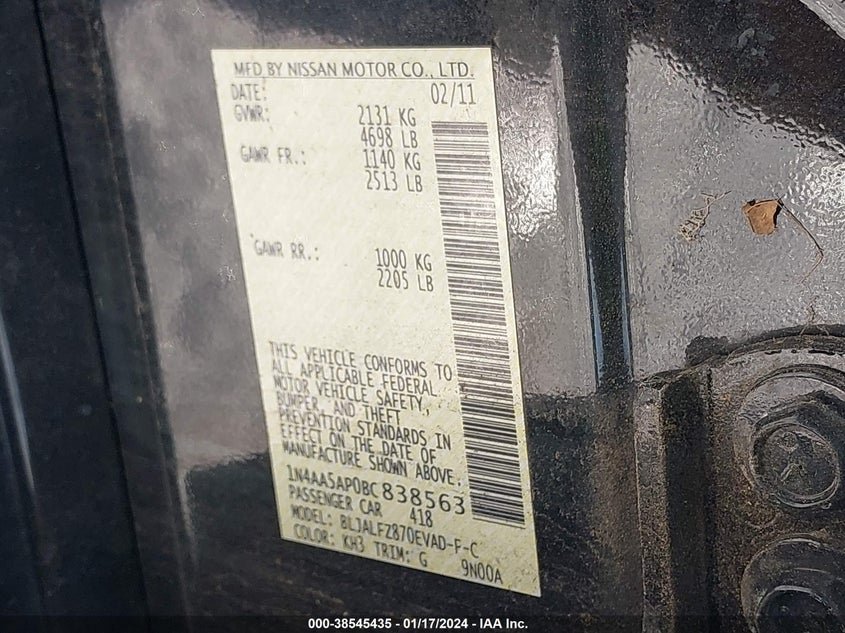 MFD BY NISSAN MOTOR CO., LTD.
DATE: 02/11
GVWR: 2131 KG
4698 LB
GAWR FR.: 1140 KG
2513 LB
GAWR RR.: 1000 KG
2205 LB
THIS VEHICLE CONFORMS TO
ALL APPLICABLE FEDERAL
MOTOR VEHICLE SAFETY,
BUMPER, AND THEFT
PREVENTION STANDARDS IN
EFFECT ON THE DATE OF
MANUFACTURE SHOWN ABOVE.
1N4AA5AP0BC838563
PASSENGER CAR 418
MODEL: BLJALFZ870EVAD-F-C
COLOR: KH3 TRIM: G 9N00A
000-38545435 - 01/17/2024 - IAA Inc.